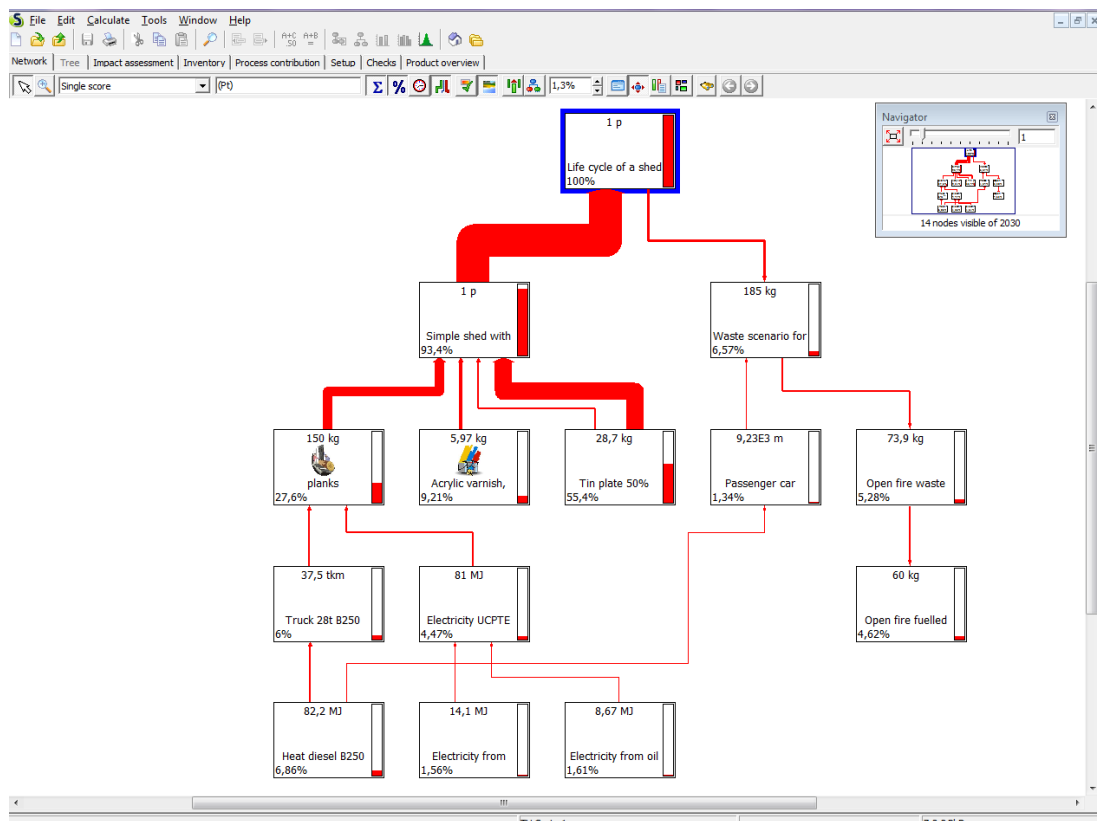 File Edit Calculate Tools Window Help
A+C
50
A+B
=
Network Tree Impact assessment Inventory Process contribution Setup Checks Product overview
Single score (Pt) Σ % 1,3%
Navigator
1
14 nodes visible of 2030
1 p
Life cycle of a shed
100%
1 p
Simple shed with
93,4%
185 kg
Waste scenario for
6,57%
150 kg
planks
27,6%
5,97 kg
Acrylic varnish,
9,21%
28,7 kg
Tin plate 50%
55,4%
9,23E3 m
Passenger car
1,34%
73,9 kg
Open fire waste
5,28%
37,5 tkm
Truck 28t B250
6%
81 MJ
Electricity UCPTE
4,47%
60 kg
Open fire fuelled
4,62%
82,2 MJ
Heat diesel B250
6,86%
14,1 MJ
Electricity from
1,56%
8,67 MJ
Electricity from oil
1,61%